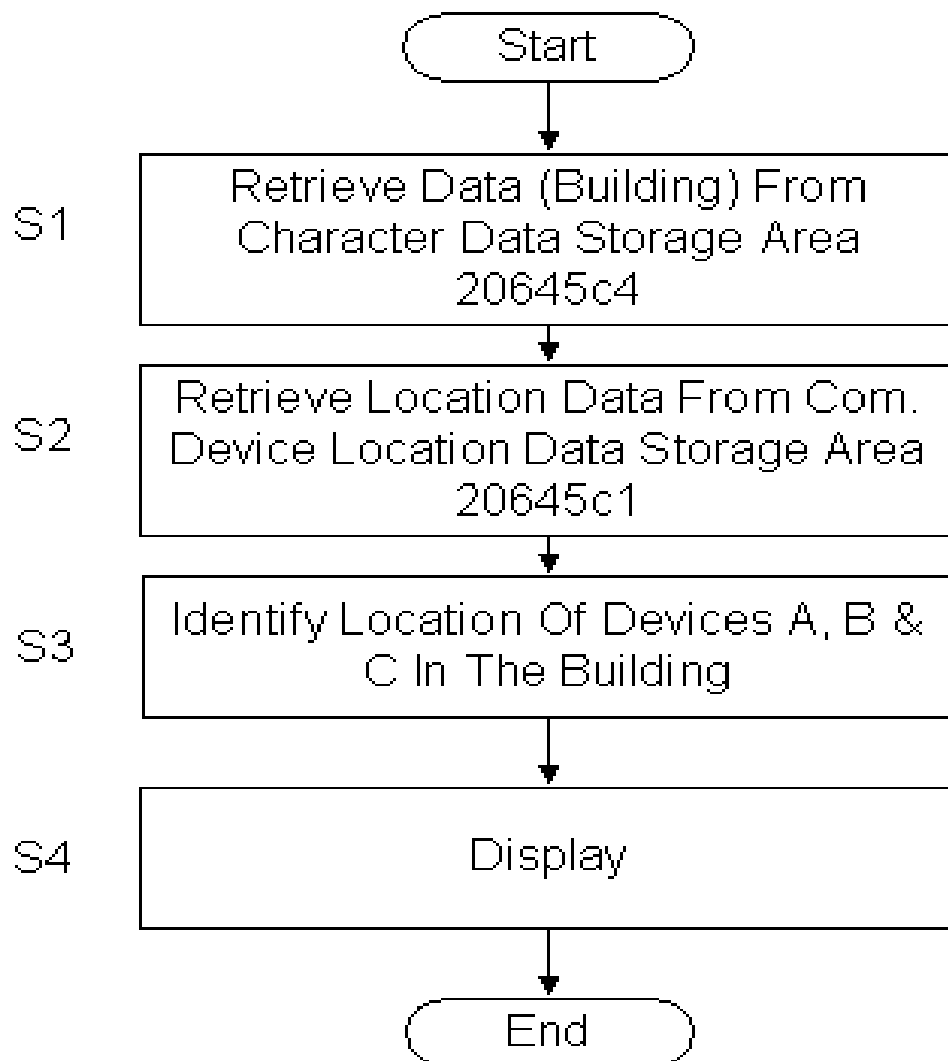 Start
S1
Retrieve Data (Building) From
Character Data Storage Area
20645c4
S2
Retrieve Location Data From Com.
Device Location Data Storage Area
20645c1
S3
Identify Location Of Devices A, B &
C In The Building
S4
Display
End